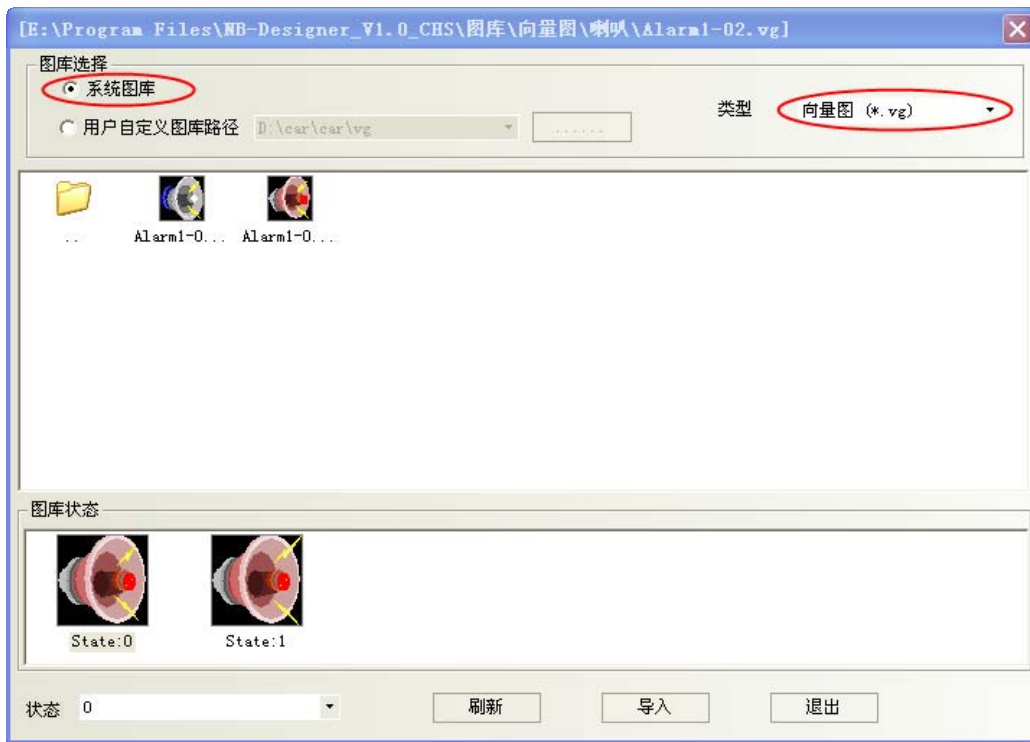 [E:\Program Files\NB-Designer_V1.0_CHS\图库\向量图\喇叭\Alarm1-02.vg]
图库选择
系统图库
类型 向量图 (*.vg)
用户自定义图库路径 D:\car\car\vg ......
.. Alarm1-0... Alarm1-0...
图库状态
State:0 State:1
状态 0 刷新 导入 退出